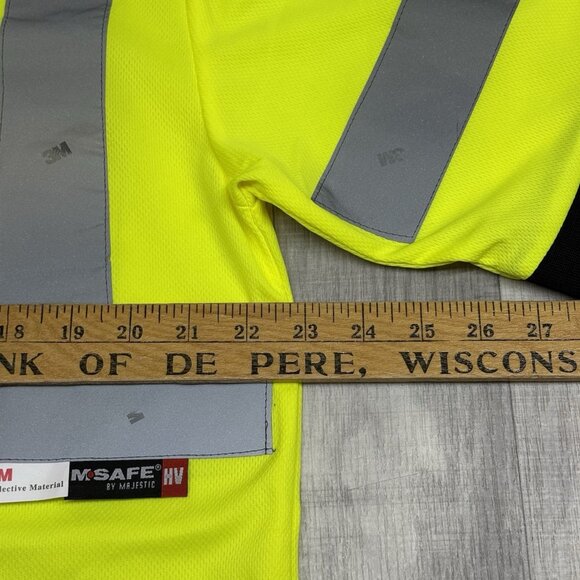 3M
3M
18 19 20 21 22 23 24 25 26 27
NK OF DE PERE, WISCONS
M
flective Material
M·SAFE®
BY MAJESTIC
HV